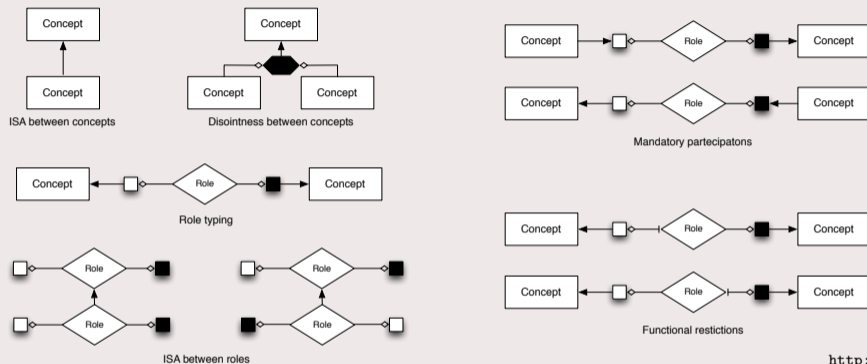 Concept
Concept
ISA between concepts
Concept
Concept
Concept
Disointness between concepts
Concept
Role
Concept
Role typing
Role
Role
Role
Role
ISA between roles
Concept
Role
Concept
Concept
Role
Concept
Mandatory partecipatons
Concept
Role
Concept
Concept
Role
Concept
Functional restictions
http: